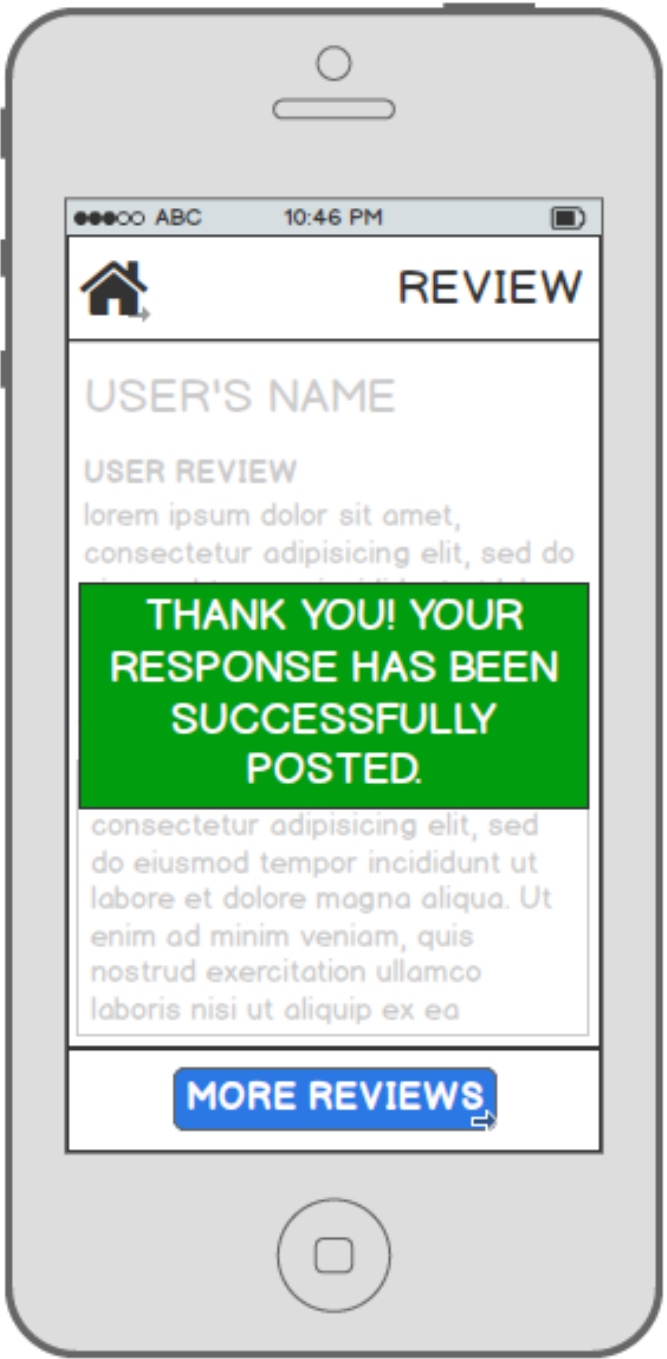 ABC 10:46 PM
REVIEW
USER'S NAME
USER REVIEW
lorem ipsum dolor sit amet,
consectetur adipisicing elit, sed do
THANK YOU! YOUR
RESPONSE HAS BEEN
SUCCESSFULLY
POSTED.
consectetur adipisicing elit, sed
do eiusmod tempor incididunt ut
labore et dolore magna aliqua. Ut
enim ad minim veniam, quis
nostrud exercitation ullamco
laboris nisi ut aliquip ex ea
MORE REVIEWS